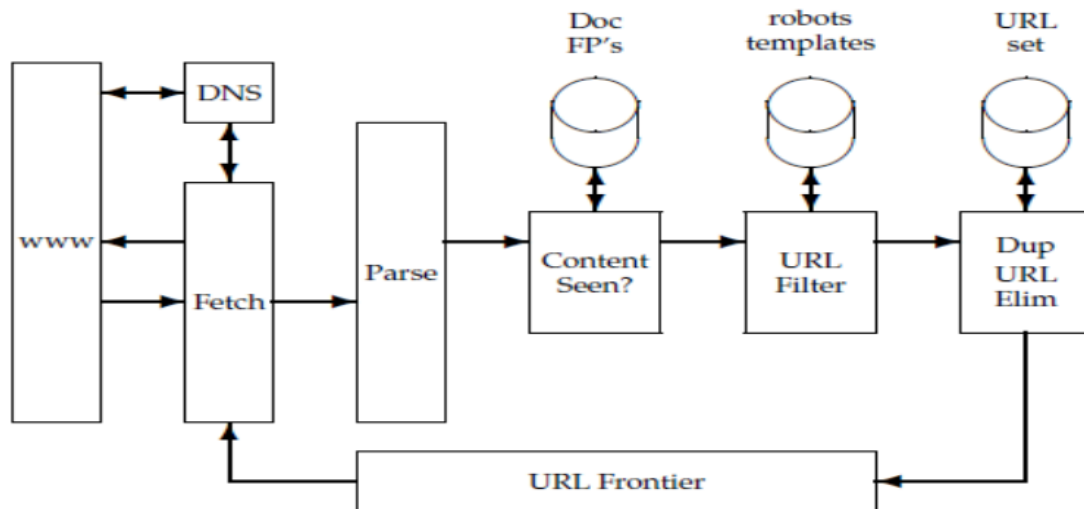 Doc
FP's
robots
templates
URL
set
DNS
www
Fetch
Parse
Content
Seen?
URL
Filter
Dup
URL
Elim
URL Frontier